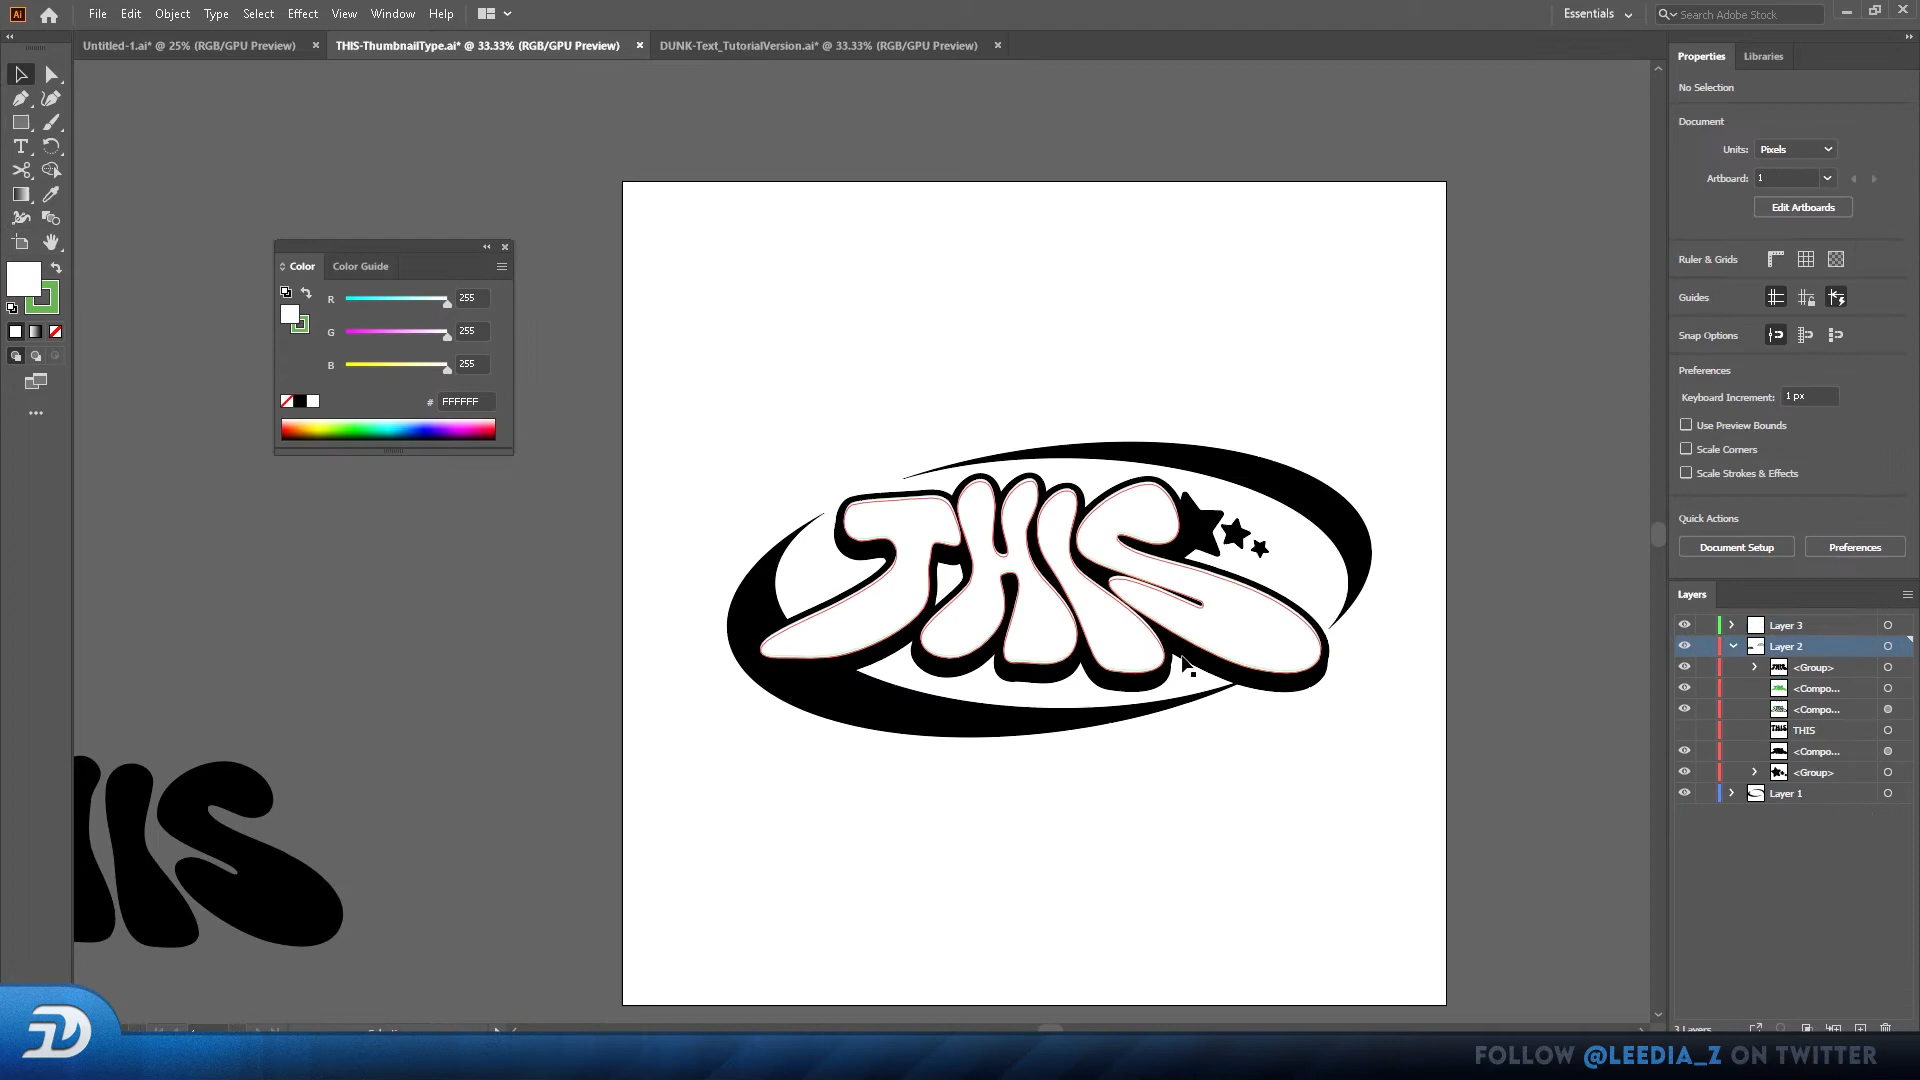 Ai
File Edit Object Type Select Effect View Window Help
Essentials
Search Adobe Stock
Untitled-1.ai* @ 25% (RGB/GPU Preview)
THIS-ThumbnailType.ai* @ 33.33% (RGB/GPU Preview)
DUNK-Text_TutorialVersion.ai* @ 33.33% (RGB/GPU Preview)
Color Color Guide
R 255
G 255
B 255
# FFFFFF
THIS
HIS
Properties Libraries
No Selection
Document
Units: Pixels
Artboard: 1
Edit Artboards
Ruler & Grids
Guides
Snap Options
Preferences
Keyboard Increment: 1 px
Use Preview Bounds
Scale Corners
Scale Strokes & Effects
Quick Actions
Document Setup Preferences
Layers
Layer 3
Layer 2
<Group>
<Compo...
<Compo...
THIS
<Compo...
<Group>
Layer 1
3 Layers
FOLLOW @LEEDIA_Z ON TWITTER